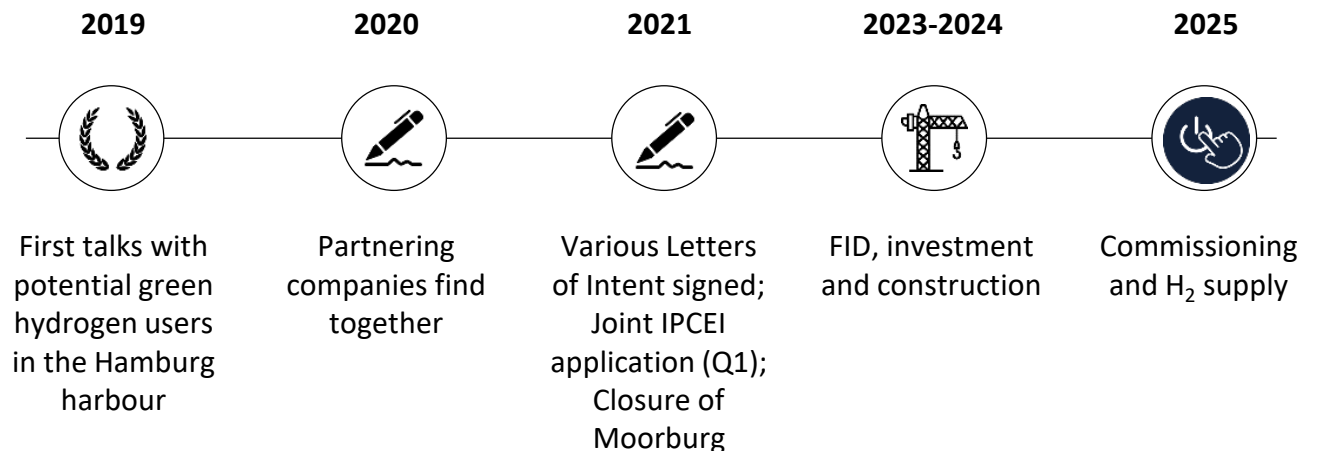 2019
2020
2021
2023-2024
2025
First talks with
potential green
hydrogen users
in the Hamburg
harbour
Partnering
companies find
together
Various Letters
of Intent signed;
Joint IPCEI
application (Q1);
Closure of
Moorburg
FID, investment
and construction
Commissioning
and H₂ supply